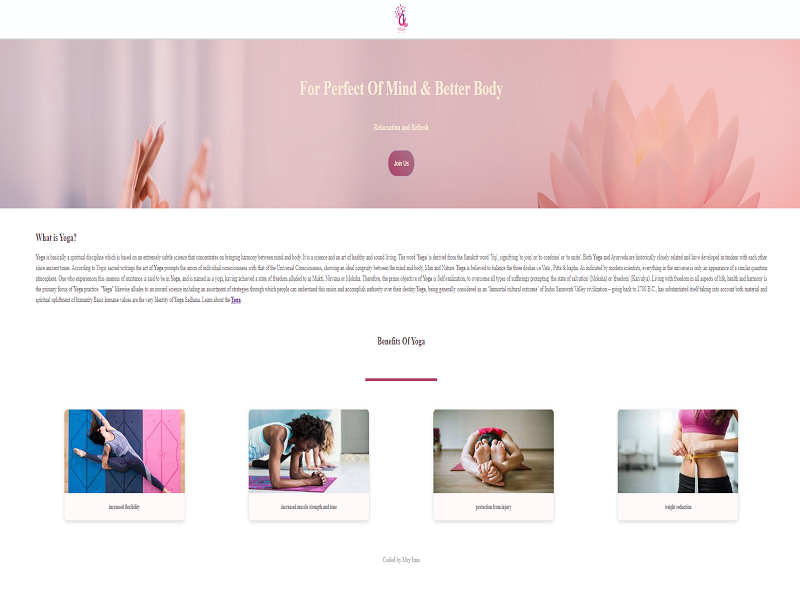 YOGA
For Perfect Of Mind & Better Body
Relaxation and Refresh
Join Us
What is Yoga?
Yoga is basically a spiritual discipline which is based on an extremely subtle science that concentrates on bringing harmony between mind and body. It is a science and an art of healthy and sound living. The word 'Yoga' is derived from the Sanskrit word 'Yuj', signifying 'to join' or 'to combine' or 'to unite'. Both Yoga and Ayurveda are historically closely related and have developed in tandem with each other
since ancient times. According to Yogic sacred writings the act of Yoga prompts the union of individual consciousness with that of the Universal Consciousness, showing an ideal congruity between the mind and body, Man and Nature. Yoga is believed to balance the three doshas i.e Vata , Pitta & kapha. As indicated by modern scientists, everything in the universe is only an appearance of a similar quantum
atmosphere. One who experiences this oneness of existence is said to be in Yoga, and is named as a yogi, having achieved a state of freedom alluded to as Mukti, Nirvana or Moksha. Therefore, the prime objective of Yoga is Self-realization, to overcome all types of sufferings prompting 'the state of salvation' (Moksha) or 'freedom' (Kaivalya). Living with freedom in all aspects of life, health and harmony is
the primary focus of Yoga practice. "Yoga" likewise alludes to an inward science including an assortment of strategies through which people can understand this union and accomplish authority over their destiny. Yoga, being generally considered as an 'immortal cultural outcome' of Indus Saraswati Valley civilization – going back to 2700 B.C., has substantiated itself taking into account both material and
spiritual upliftment of humanity. Basic humane values are the very Identity of Yoga Sadhana. Learn about the Yoga .
Benefits Of Yoga
increased flexibility
increased muscle strength and tone
protection from injury
weight reduction
Coded by Mry Imn